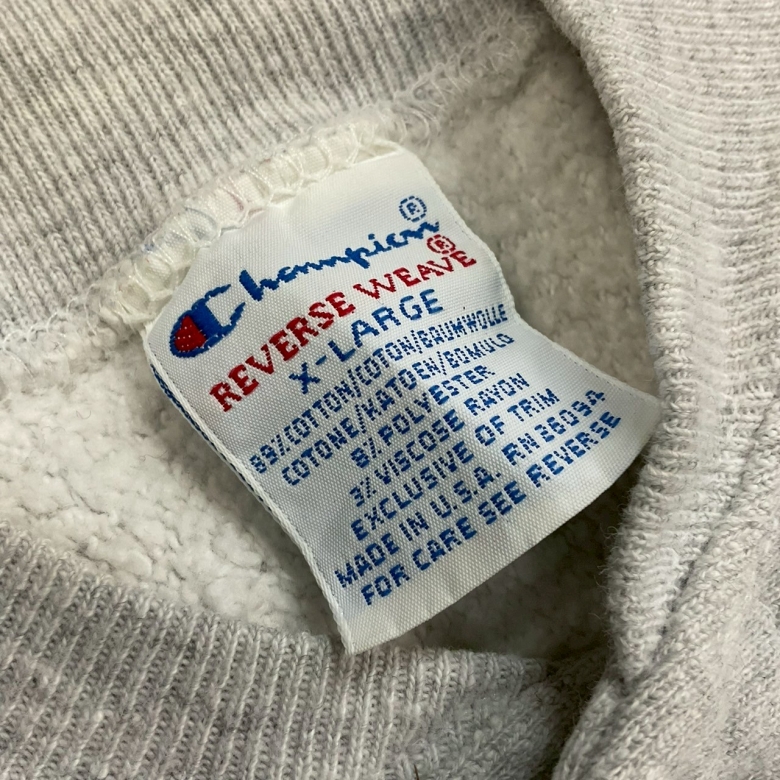 Champion®
REVERSE WEAVE®
X-LARGE
89%COTTON/COTON/BAUMWOLLE
COTONE/KATOEN/BOMULD
8% POLYESTER
3% VISCOSE RAYON
EXCLUSIVE OF TRIM
MADE IN U.S.A. RN 26094
FOR CARE SEE REVERSE